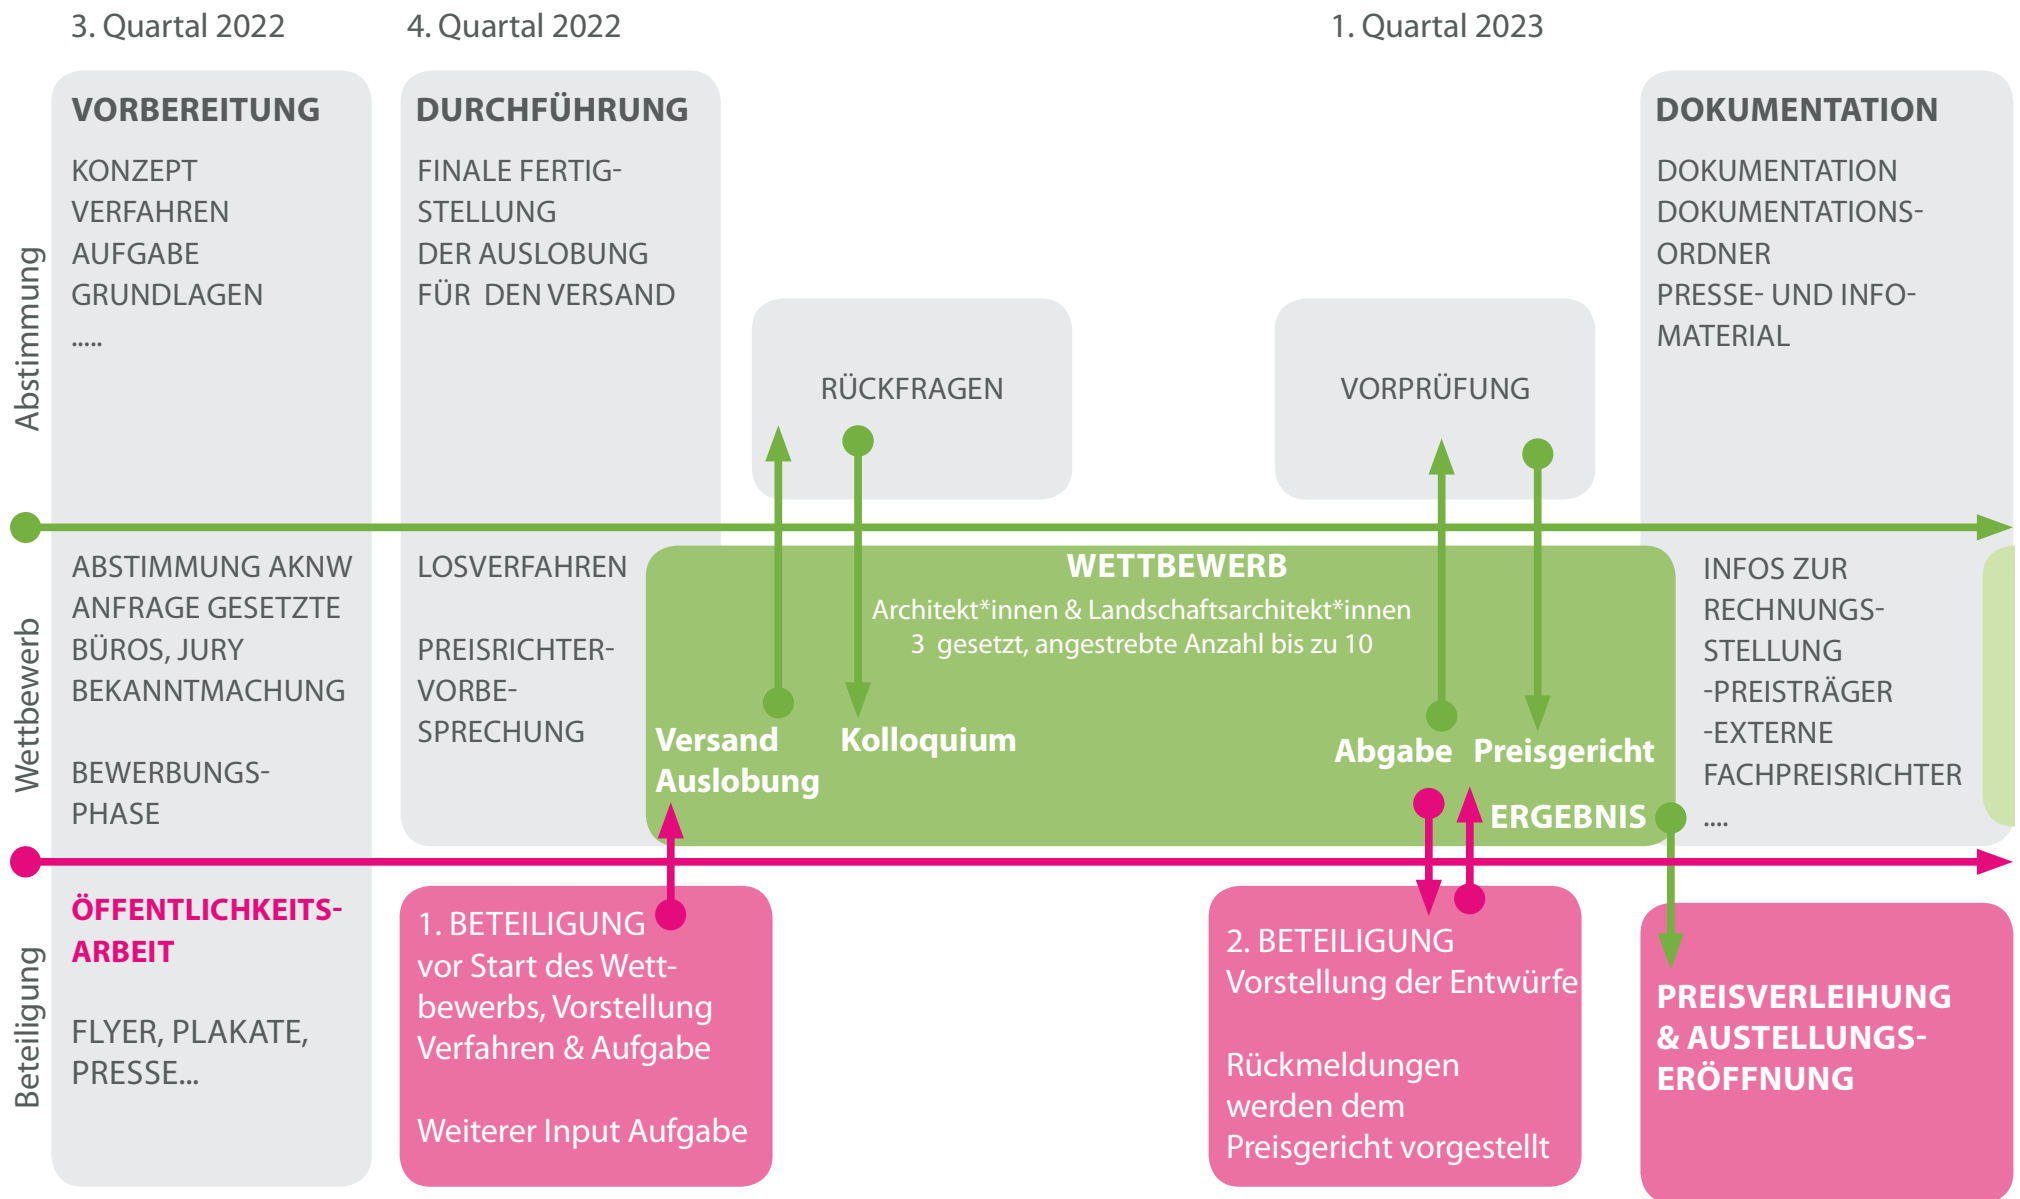 3. Quartal 2022
4. Quartal 2022
1. Quartal 2023
Abstimmung
VORBEREITUNG
KONZEPT
VERFAHREN
AUFGABE
GRUNDLAGEN
.....
DURCHFÜHRUNG
FINALE FERTIG-
STELLUNG
DER AUSLOBUNG
FÜR DEN VERSAND
RÜCKFRAGEN
VORPRÜFUNG
DOKUMENTATION
DOKUMENTATION
DOKUMENTATIONS-
ORDNER
PRESSE- UND INFO-
MATERIAL
Wettbewerb
ABSTIMMUNG AKNW
ANFRAGE GESETZTE
BÜROS, JURY
BEKANNTMACHUNG
BEWERBUNGS-
PHASE
LOSVERFAHREN
PREISRICHTER-
VORBE-
SPRECHUNG
WETTBEWERB
Architekt*innen & Landschaftsarchitekt*innen
3 gesetzt, angestrebte Anzahl bis zu 10
Versand
Auslobung
Kolloquium
Abgabe
Preisgericht
ERGEBNIS
INFOS ZUR
RECHNUNGS-
STELLUNG
-PREISTRÄGER
-EXTERNE
FACHPREISRICHTER
....
Beteiligung
ÖFFENTLICHKEITS-
ARBEIT
FLYER, PLAKATE,
PRESSE...
1. BETEILIGUNG
vor Start des Wett-
bewerbs, Vorstellung
Verfahren & Aufgabe
Weiterer Input Aufgabe
2. BETEILIGUNG
Vorstellung der Entwürfe
Rückmeldungen
werden dem
Preisgericht vorgestellt
PREISVERLEIHUNG
& AUSTELLUNGS-
ERÖFFNUNG